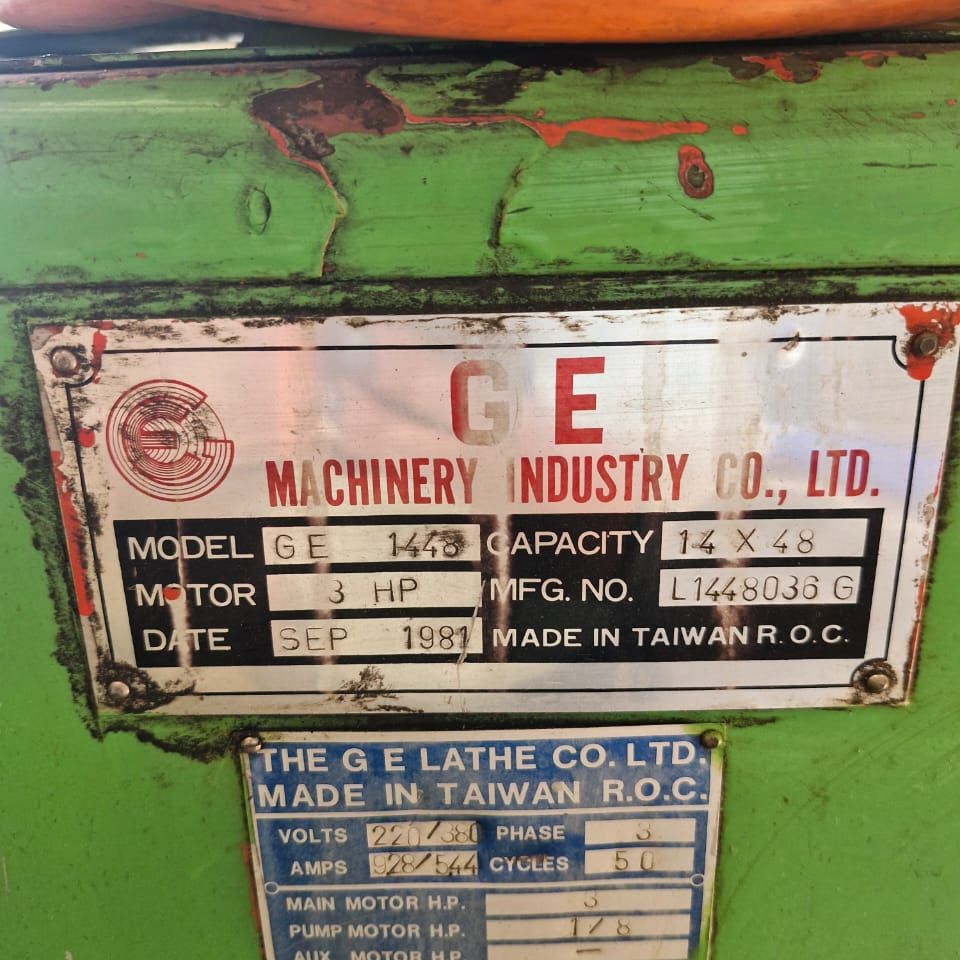 G E
MACHINERY INDUSTRY CO., LTD.
MODEL GE 1448 CAPACITY 14 X 48
MOTOR 3 HP MFG. NO. L1448036 G
DATE SEP 1981 MADE IN TAIWAN R.O.C.
THE G E LATHE CO. LTD.
MADE IN TAIWAN R.O.C.
VOLTS 220/380 PHASE 3
AMPS 928/544 CYCLES 50
MAIN MOTOR H.P. 3
PUMP MOTOR H.P. 1/8
AUX. MOTOR H.P. —